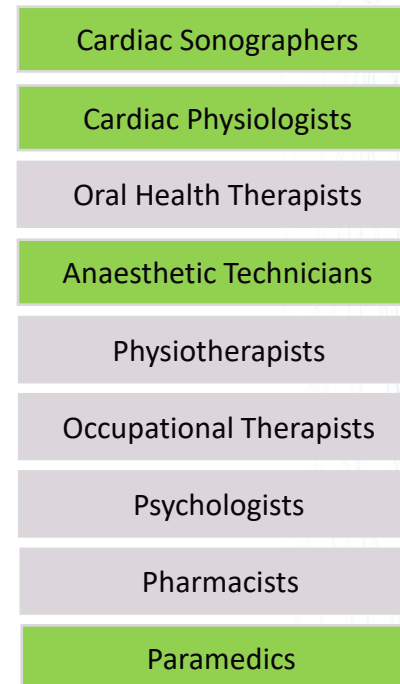 Cardiac Sonographers
Cardiac Physiologists
Oral Health Therapists
Anaesthetic Technicians
Physiotherapists
Occupational Therapists
Psychologists
Pharmacists
Paramedics